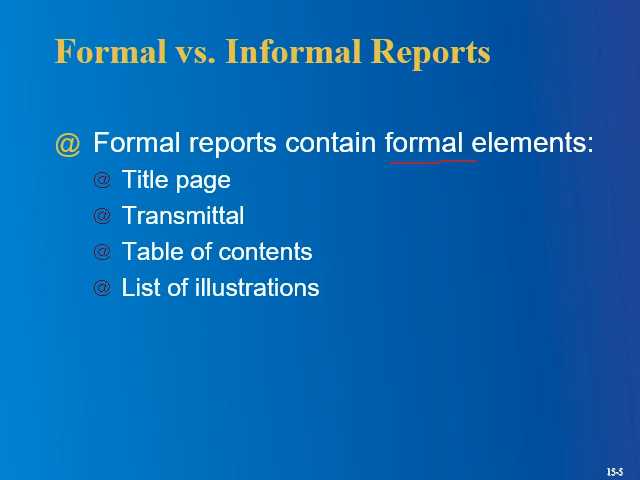 Formal vs. Informal Reports
@ Formal reports contain formal elements:
@ Title page
@ Transmittal
@ Table of contents
@ List of illustrations
15-5